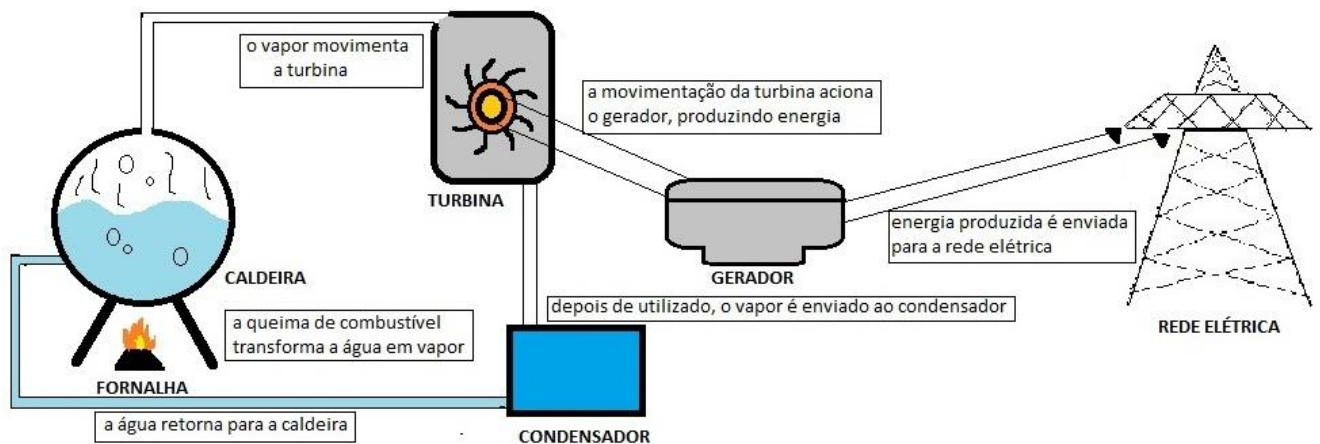 o vapor movimenta
a turbina
TURBINA
a movimentação da turbina aciona
o gerador, produzindo energia
GERADOR
energia produzida é enviada
para a rede elétrica
REDE ELÉTRICA
CALDEIRA
a queima de combustível
transforma a água em vapor
FORNALHA
depois de utilizado, o vapor é enviado ao condensador
CONDENSADOR
a água retorna para a caldeira